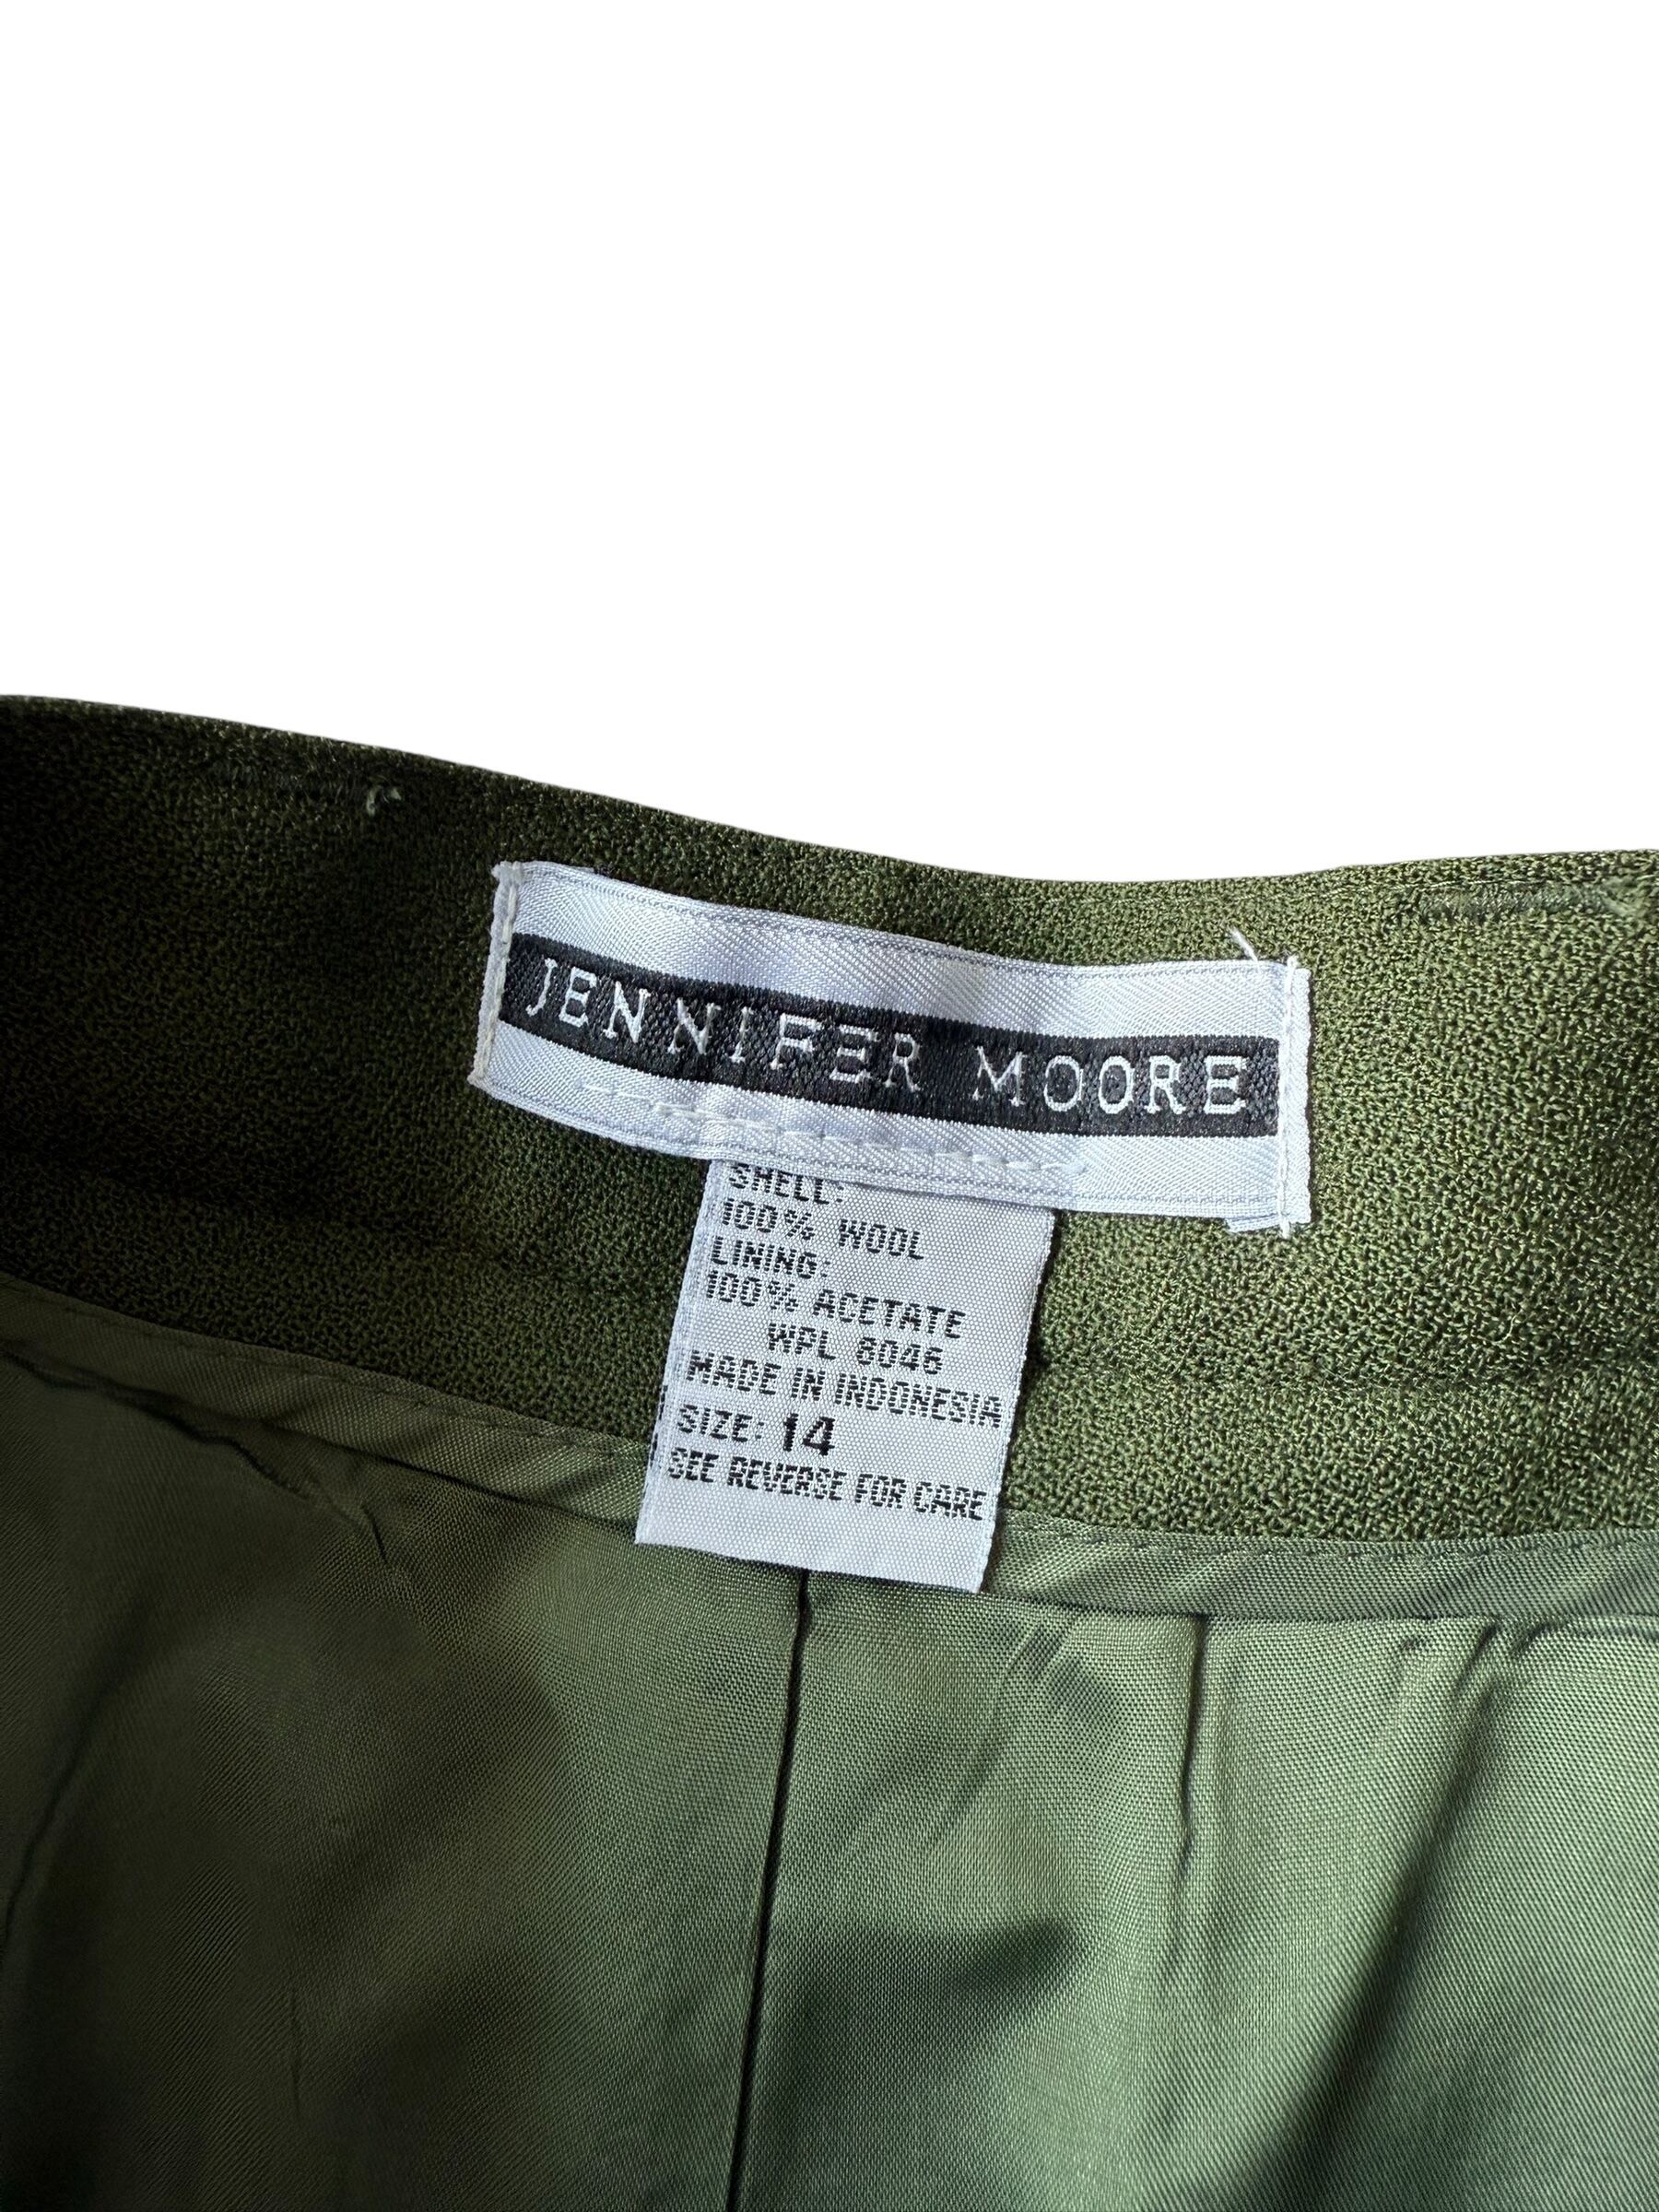 JENNIFER MOORE
SHELL:
100% WOOL
LINING:
100% ACETATE
WPL 8046
MADE IN INDONESIA
SIZE: 14
SEE REVERSE FOR CARE